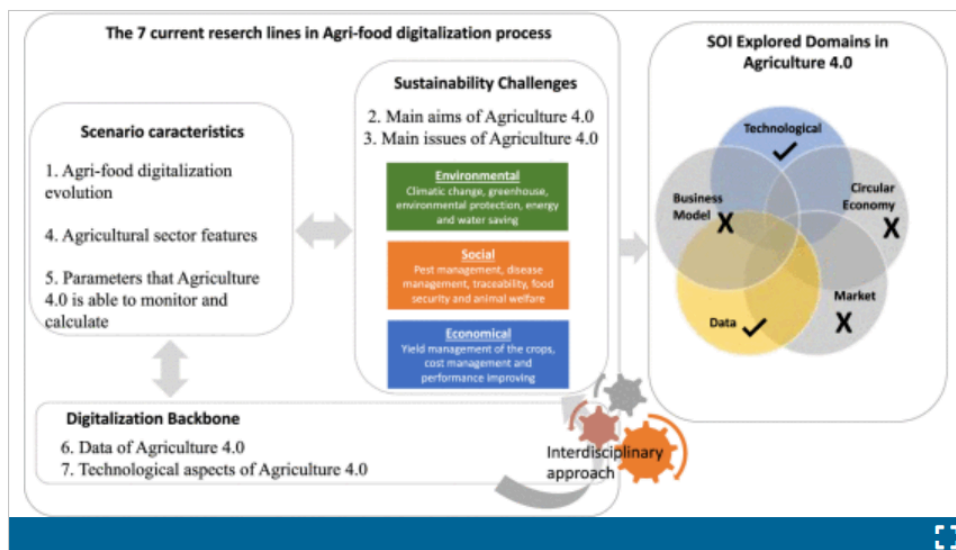 The 7 current reserch lines in Agri-food digitalization process
Scenario caracteristics
1. Agri-food digitalization
evolution
4. Agricultural sector features
5. Parameters that Agriculture
4.0 is able to monitor and
calculate
Sustainability Challenges
2. Main aims of Agriculture 4.0
3. Main issues of Agriculture 4.0
Environmental
Climatic change, greenhouse,
environmental protection, energy
and water saving
Social
Pest management, disease
management, traceability, food
security and animal welfare
Economical
Yield management of the crops,
cost management and
performance improving
Digitalization Backbone
6. Data of Agriculture 4.0
7. Technological aspects of Agriculture 4.0
Interdisciplinary
approach
SOI Explored Domains in
Agriculture 4.0
Technological
Business
Model X
Circular
Economy
X
Data
Market
X